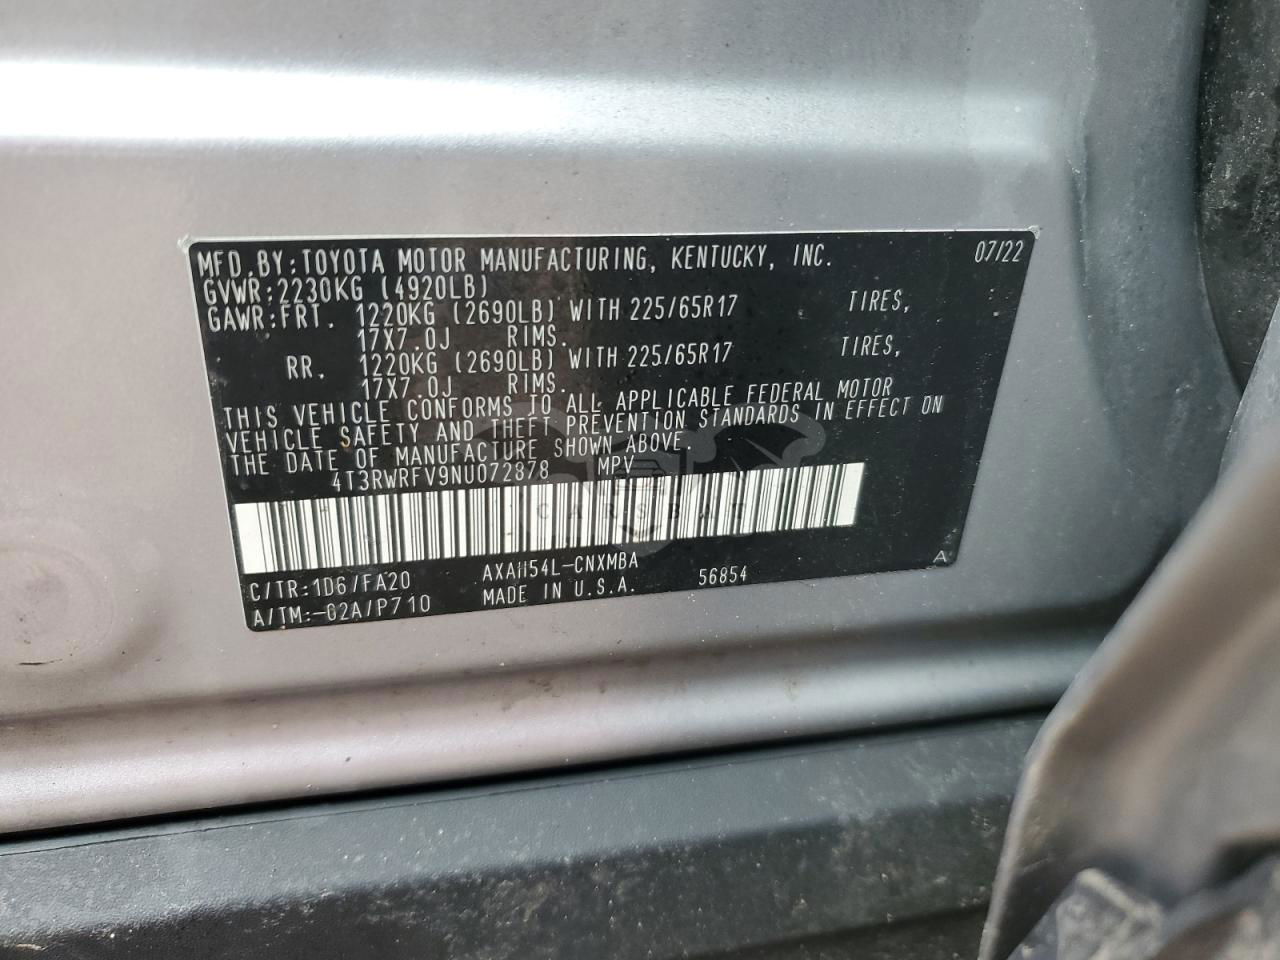 MFD.BY:TOYOTA MOTOR MANUFACTURING, KENTUCKY, INC. 07/22
GVWR:2230KG (4920LB)
GAWR:FRT. 1220KG (2690LB) WITH 225/65R17 TIRES,
17X7.0J RIMS.
RR. 1220KG (2690LB) WITH 225/65R17 TIRES,
17X7.0J RIMS.
THIS VEHICLE CONFORMS TO ALL APPLICABLE FEDERAL MOTOR
VEHICLE SAFETY AND THEFT PREVENTION STANDARDS IN EFFECT ON
THE DATE OF MANUFACTURE SHOWN ABOVE.
4T3RWRFV9NU072878 MPV
CARSBAT
C/TR:1D6/FA20 AXAH54L-CNXMBA 56854 A
A/TM:-02A/P710 MADE IN U.S.A.